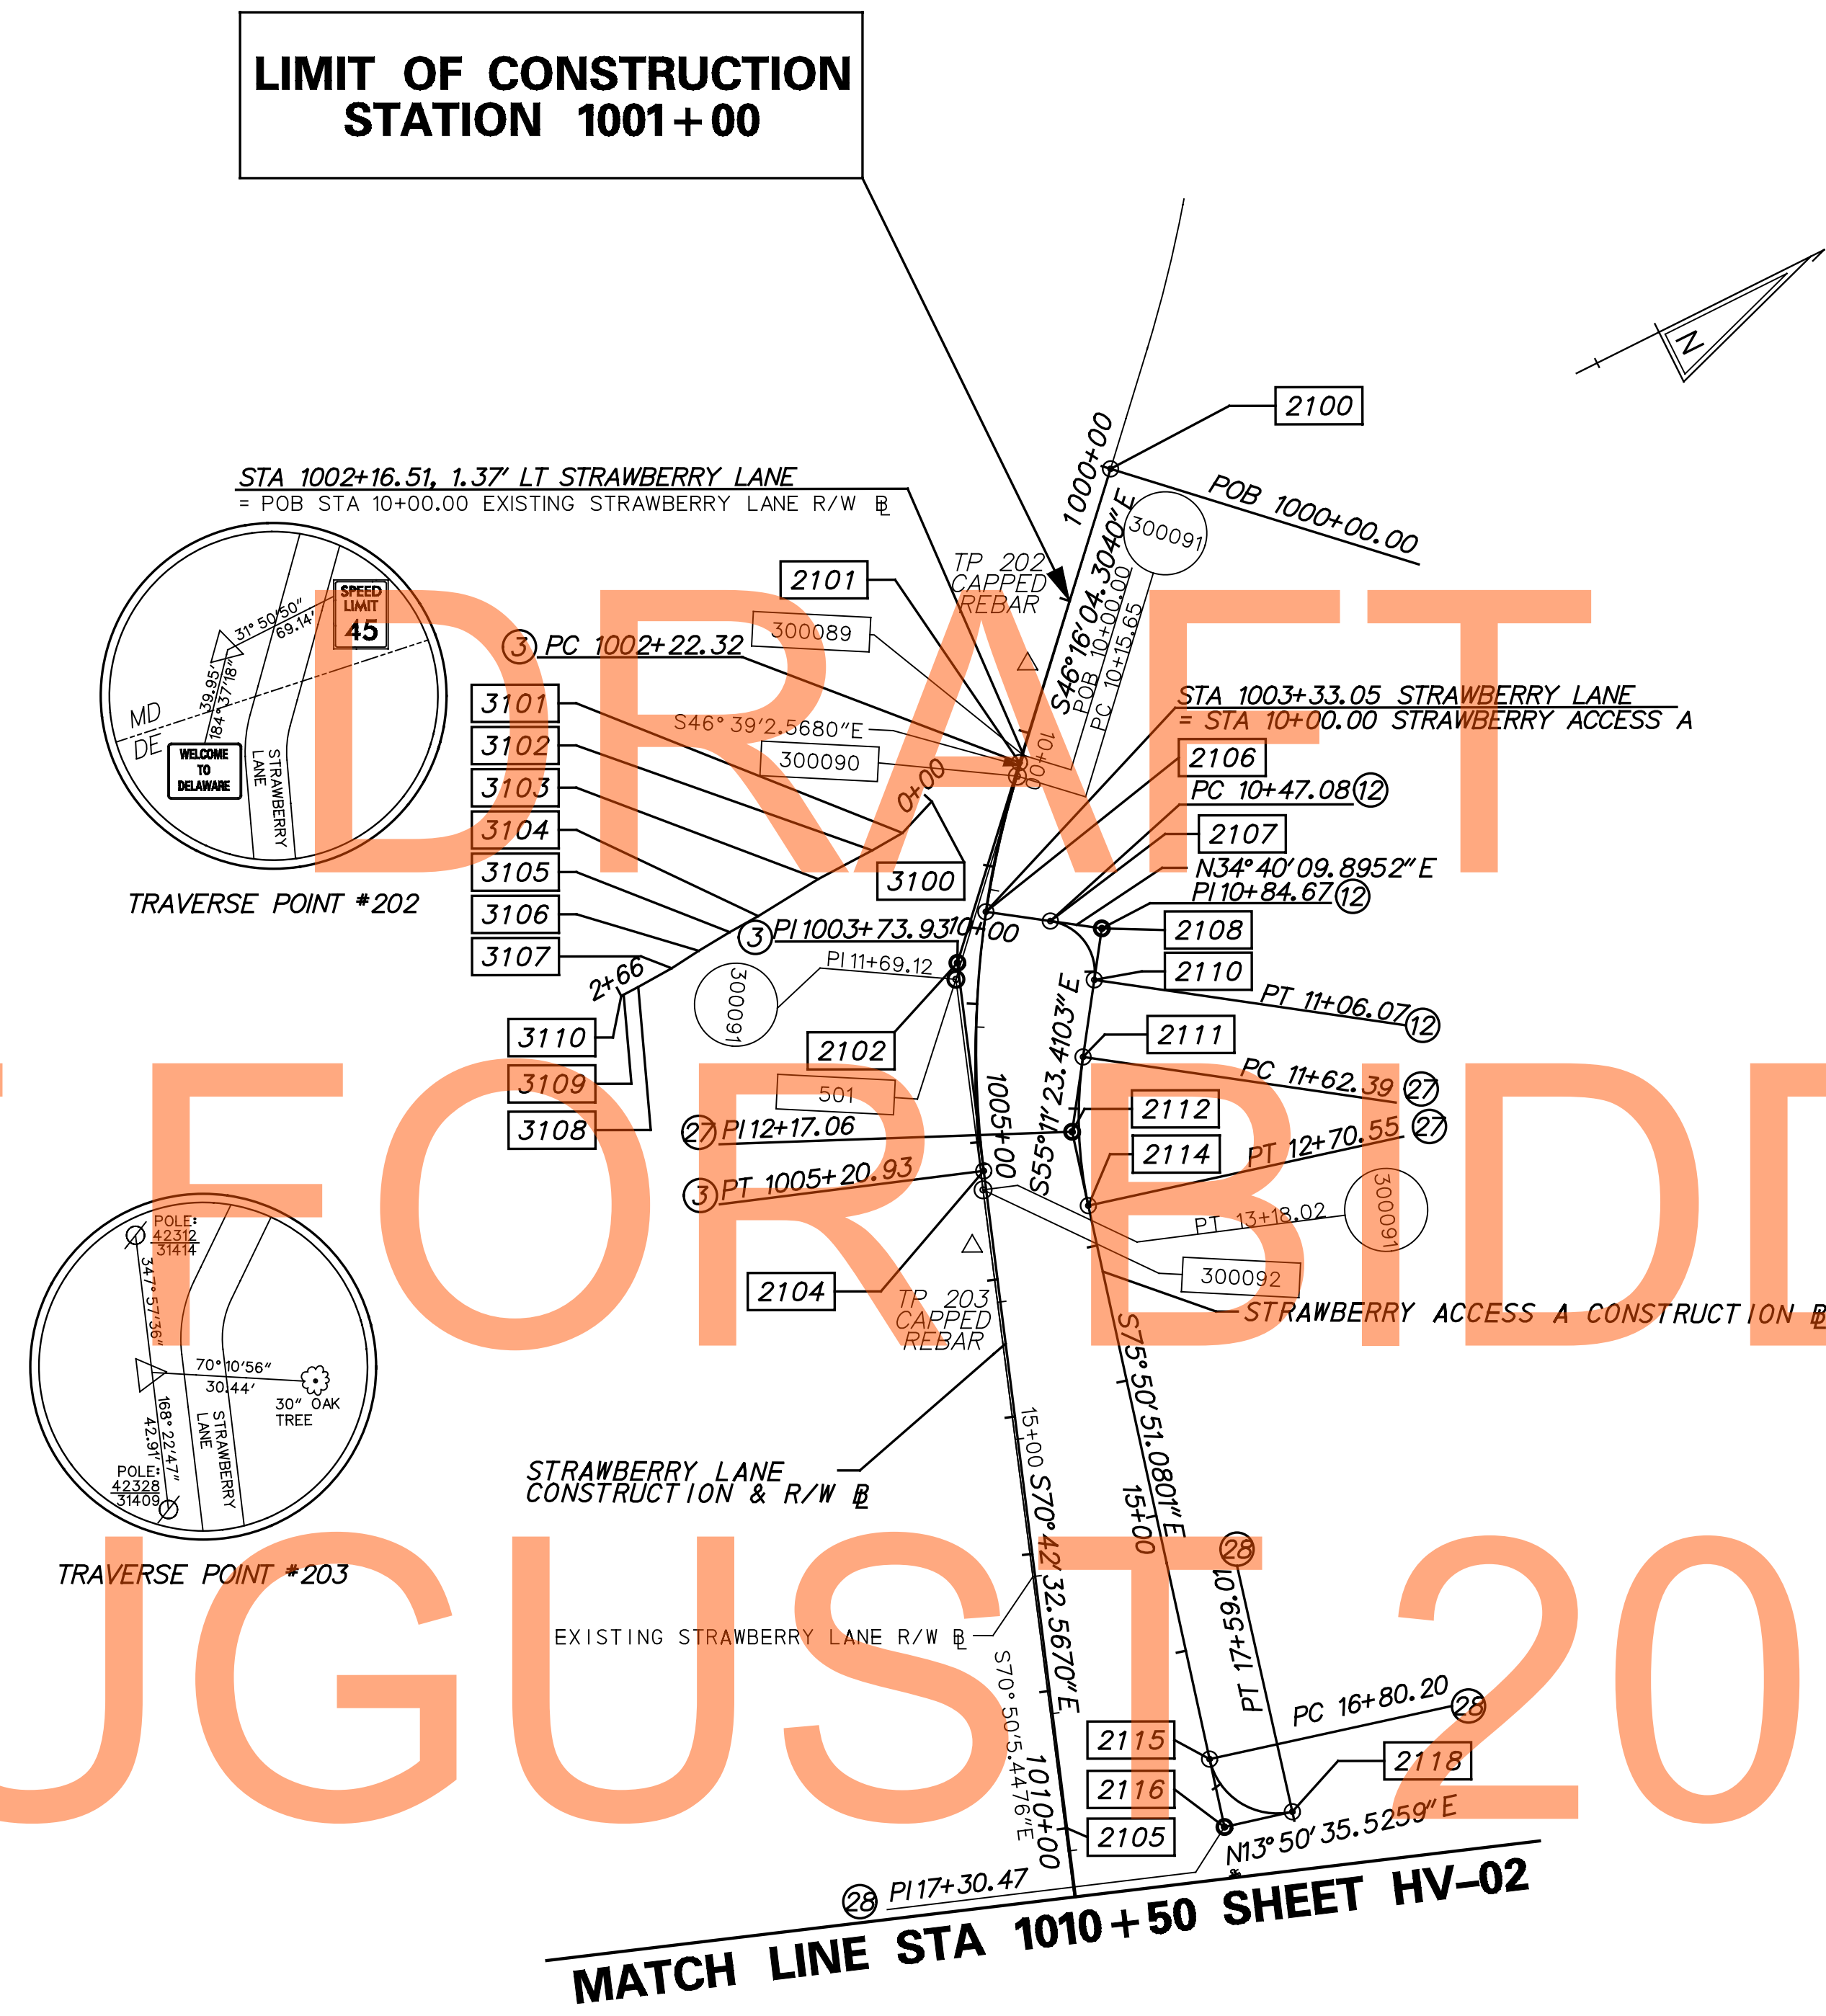 LIMIT OF CONSTRUCTION
STATION 1001+00
2100
1000+00
POB 1000+00.00
STA 1002+16.51, 1.37' LT STRAWBERRY LANE
= POB STA 10+00.00 EXISTING STRAWBERRY LANE R/W BL
300091
S46°16'04.3040"E
TP 202
CAPPED
REBAR
2101
300089
POB 10+00.00
PC 10+15.65
3 PC 1002+22.32
SPEED
LIMIT
45
31°50'50"
69.14'
39.95'
184°37'18"
MD
DE
WELCOME
TO
DELAWARE
STRAWBERRY
LANE
TRAVERSE POINT #202
3101
3102
3103
3104
3105
3106
3107
S46°39'2.5680"E
300090
10+00
0+00
3100
STA 1003+33.05 STRAWBERRY LANE
= STA 10+00.00 STRAWBERRY ACCESS A
2106
PC 10+47.08 12
2107
N34°40'09.8952"E
PI 10+84.67 12
2108
2110
3 PI 1003+73.93
10+00
PI 11+69.12
300091
2+66
3110
3109
3108
2102
501
PT 11+06.07 12
2111
PC 11+62.39 27
2112
S55°11'23.4103"E
1005+00
27 PI 12+17.06
2114
PT 12+70.55 27
3 PT 1005+20.93
PT 13+18.02
300091
300092
2104
TP 203
CAPPED
REBAR
STRAWBERRY ACCESS A CONSTRUCTION BL
POLE:
42312
31414
347°57'36"
70°10'56"
30.44'
30" OAK
TREE
168°22'47"
42.91'
STRAWBERRY
LANE
POLE:
42328
31409
TRAVERSE POINT #203
S75°50'51.0801"E
15+00
15+00
STRAWBERRY LANE
CONSTRUCTION & R/W BL
S70°42'32.5670"E
28
PT 17+59.01
EXISTING STRAWBERRY LANE R/W BL
S70°50'5.4476"E
1010+00
PC 16+80.20 28
2115
2116
2105
2118
N13°50'35.5259"E
28 PI 17+30.47
MATCH LINE STA 1010+50 SHEET HV-02
N
DRAFT
FOR BID
UGUST 20